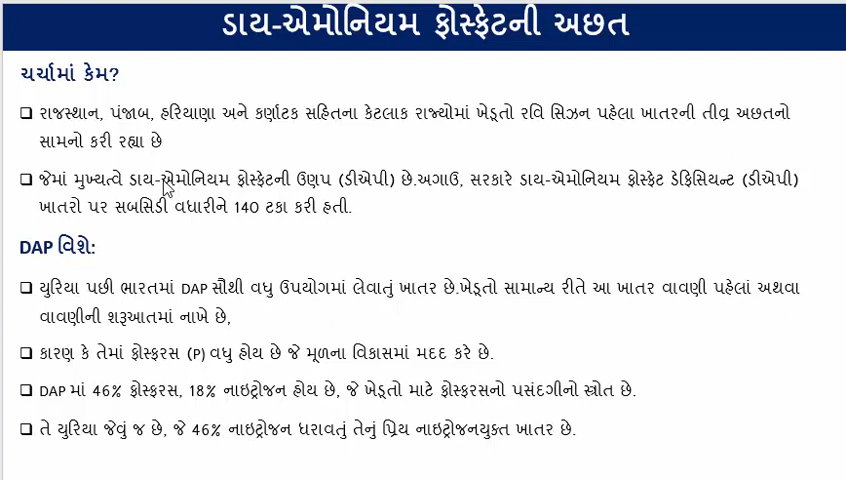 ડાય-એમોનિયમ ફોસ્ફેટની અછત
ચર્ચામાં કેમ?
❑ રાજસ્થાન, પંજાબ, હરિયાણા અને કર્ણાટક સહિતના કેટલાક રાજ્યોમાં ખેડૂતો રવિ સિઝન પહેલા ખાતરની તીવ્ર અછતનો
સામનો કરી રહ્યા છે
❑ જેમાં મુખ્યત્વે ડાય-એમોનિયમ ફોસ્ફેટની ઉણપ (ડીએપી) છે.અગાઉ, સરકારે ડાય-એમોનિયમ ફોસ્ફેટ ડેફિસિયન્ટ (ડીએપી)
ખાતરો પર સબસિડી વધારીને 140 ટકા કરી હતી.
DAP વિશે:
❑ યુરિયા પછી ભારતમાં DAP સૌથી વધુ ઉપયોગમાં લેવાતું ખાતર છે.ખેડૂતો સામાન્ય રીતે આ ખાતર વાવણી પહેલાં અથવા
વાવણીની શરૂઆતમાં નાખે છે,
❑ કારણ કે તેમાં ફોસ્ફરસ (P) વધુ હોય છે જે મૂળના વિકાસમાં મદદ કરે છે.
❑ DAP માં 46% ફોસ્ફરસ, 18% નાઇટ્રોજન હોય છે, જે ખેડૂતો માટે ફોસ્ફરસનો પસંદગીનો સ્ત્રોત છે.
❑ તે યુરિયા જેવું જ છે, જે 46% નાઇટ્રોજન ધરાવતું તેનું પ્રિય નાઇટ્રોજનયુક્ત ખાતર છે.